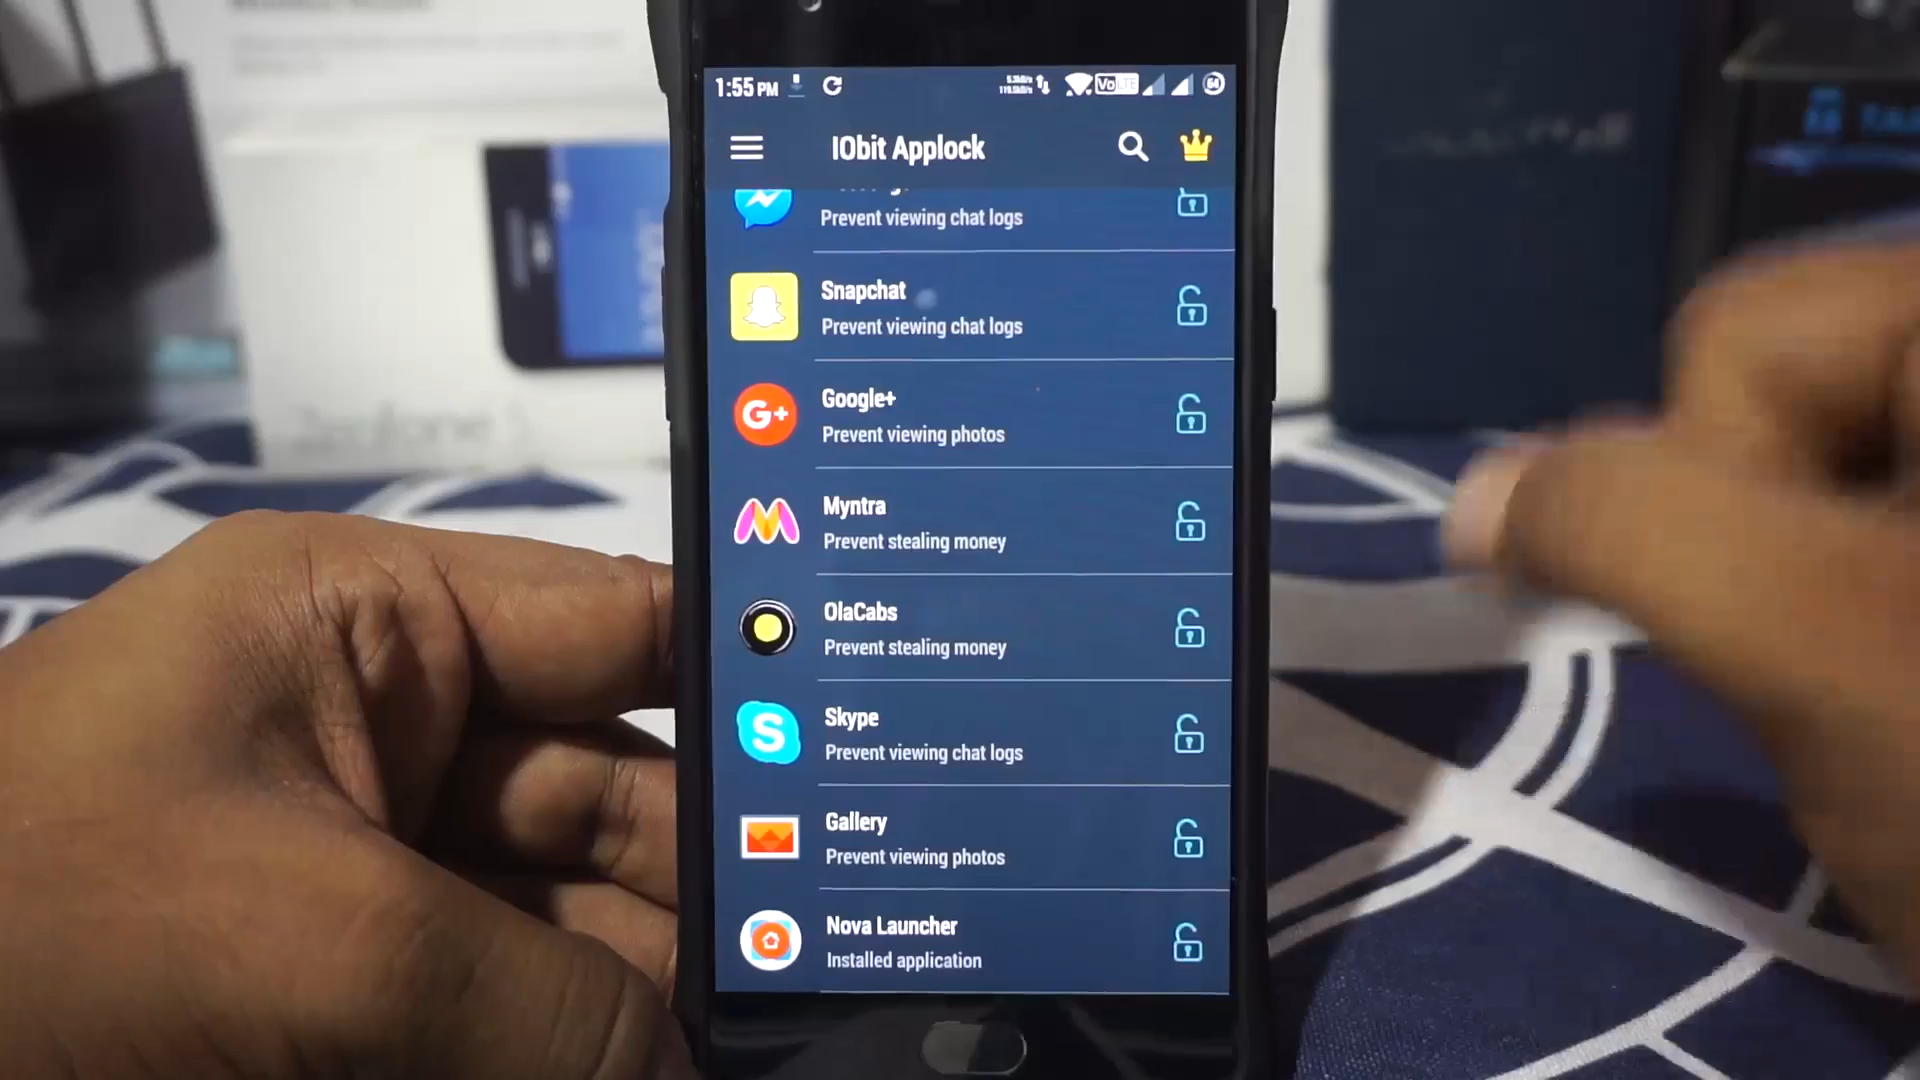 1:55 PM
VoLTE
64
IObit Applock
Prevent viewing chat logs
Snapchat
Prevent viewing chat logs
G+
Google+
Prevent viewing photos
Myntra
Prevent stealing money
OlaCabs
Prevent stealing money
S
Skype
Prevent viewing chat logs
Gallery
Prevent viewing photos
Nova Launcher
Installed application